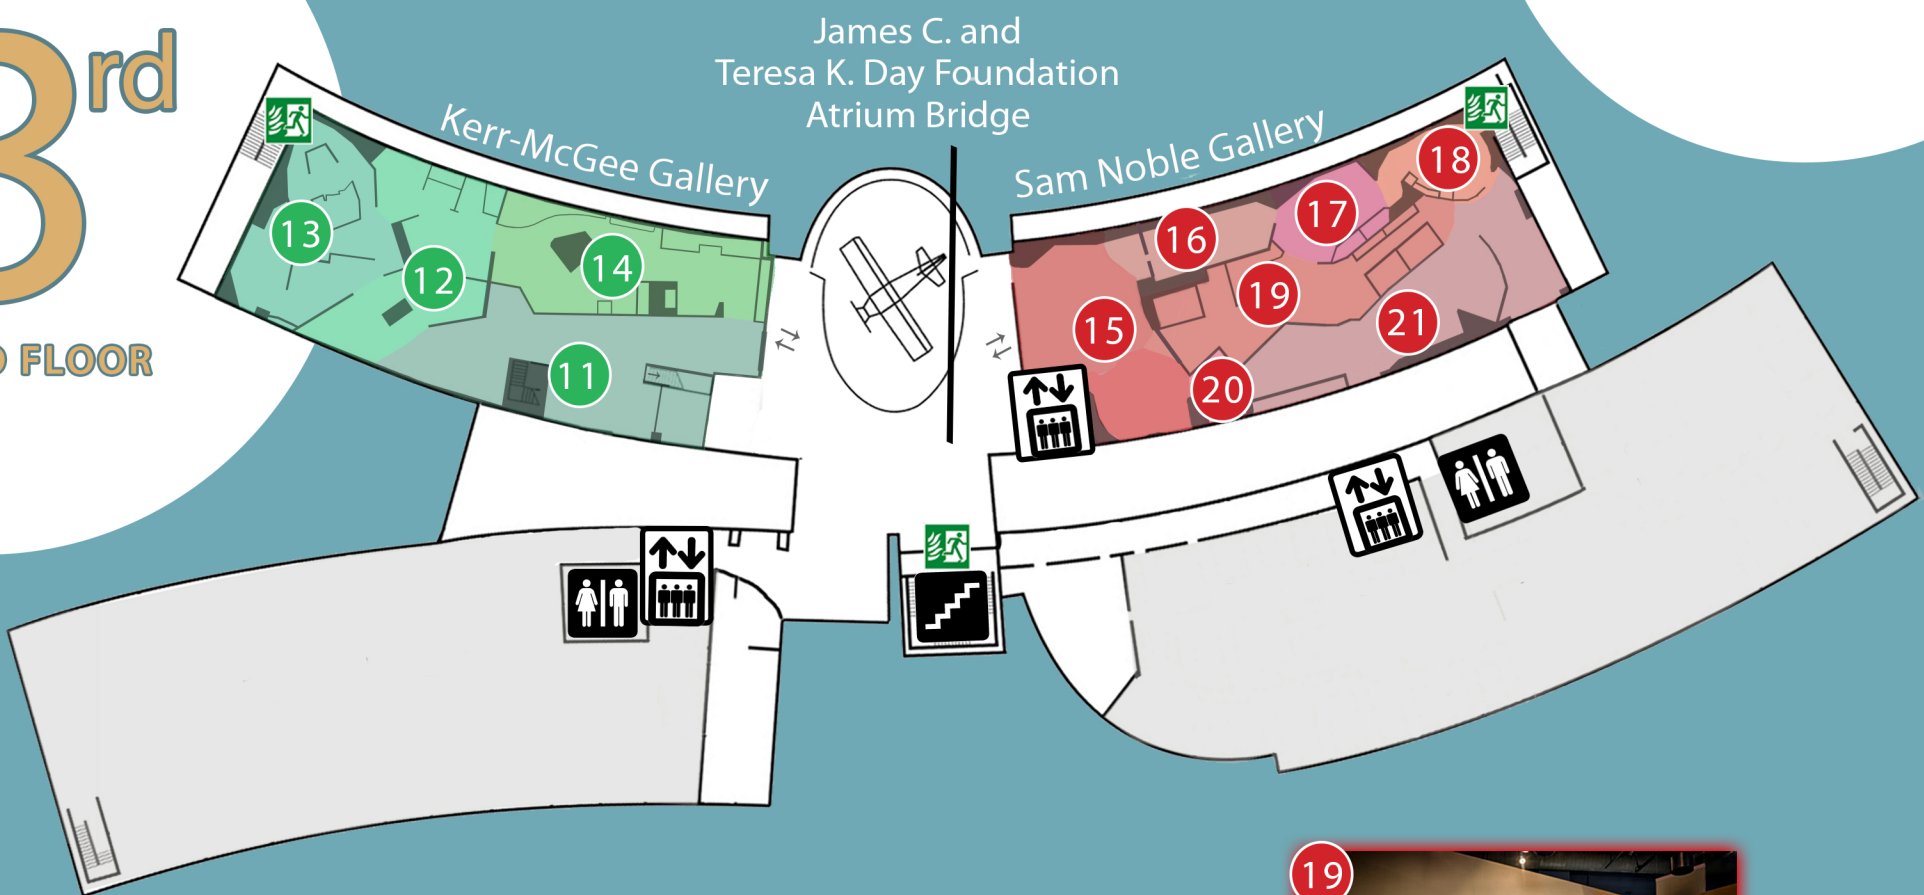 3rd
FLOOR
James C. and
Teresa K. Day Foundation
Atrium Bridge
Kerr-McGee Gallery
Sam Noble Gallery
18
17
16
13
12
14
19
15
21
11
20
19